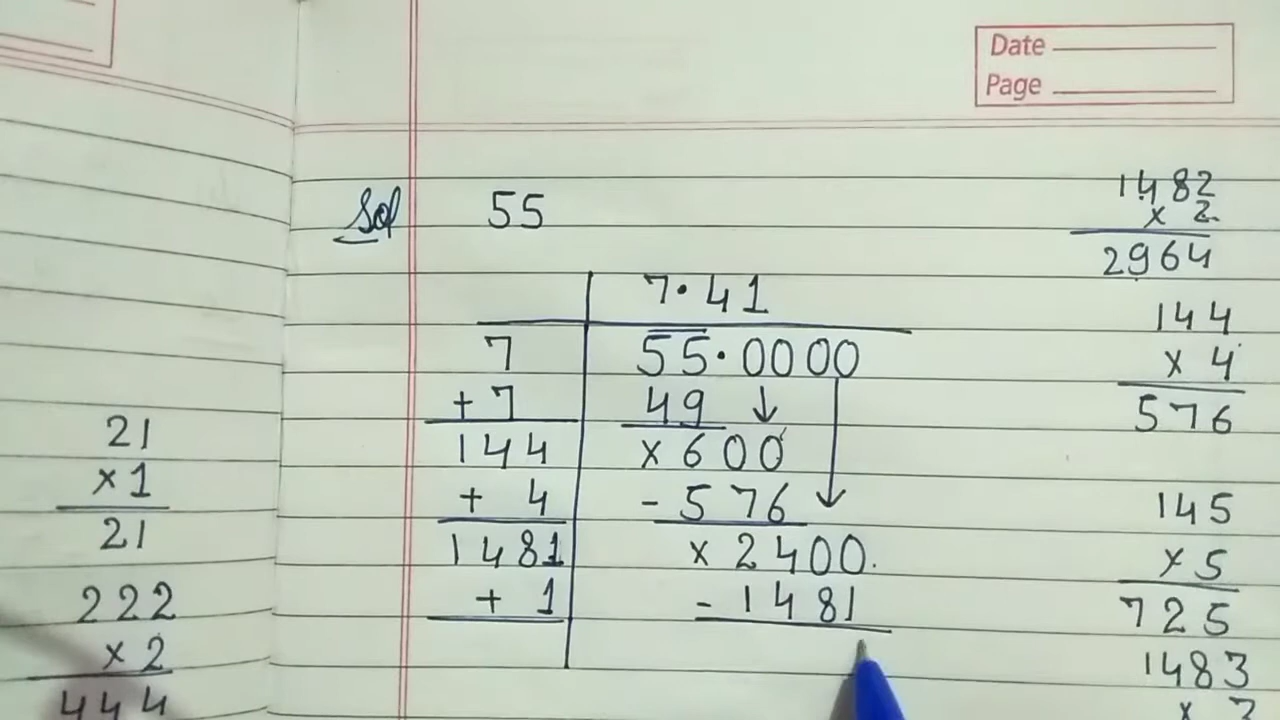 Date
Page
Sol 55
7.41
7 55.0000
+ 7 49
144 x 600
+ 4 - 576
1481 x 2400.
+ 1 - 1481
21
x 1
21
222
x 2
444
1482
x 2
2964
144
x 4
576
145
x 5
725
1483
x